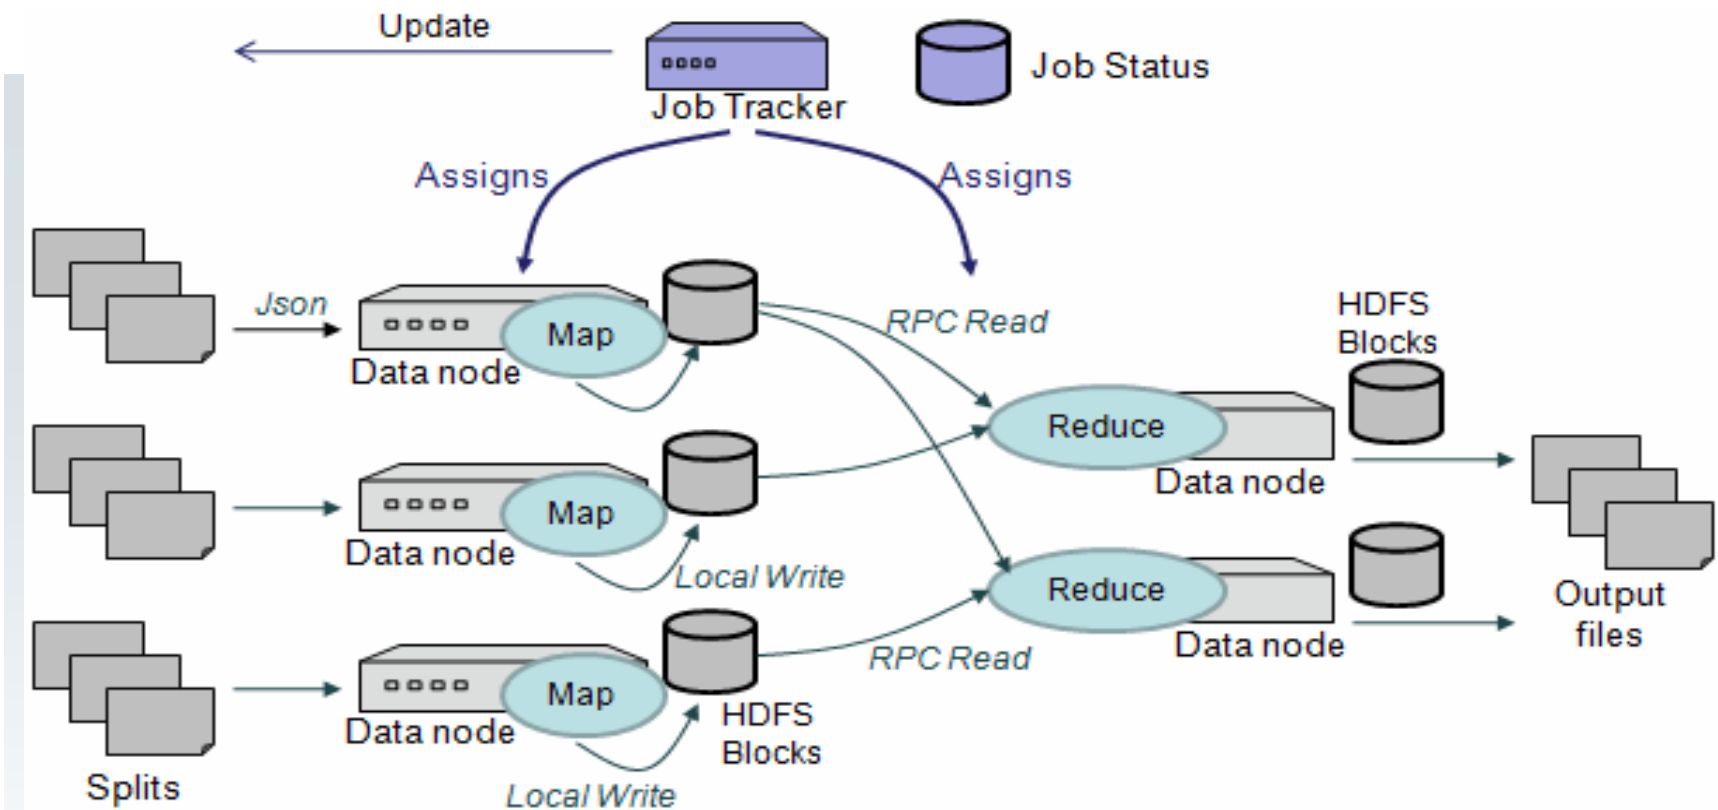 Update
Job Tracker
Job Status
Assigns
Assigns
Json
Map
Data node
RPC Read
HDFS
Blocks
Reduce
Data node
Map
Data node
Local Write
Reduce
Data node
Output
files
RPC Read
Map
Data node
HDFS
Blocks
Splits
Local Write